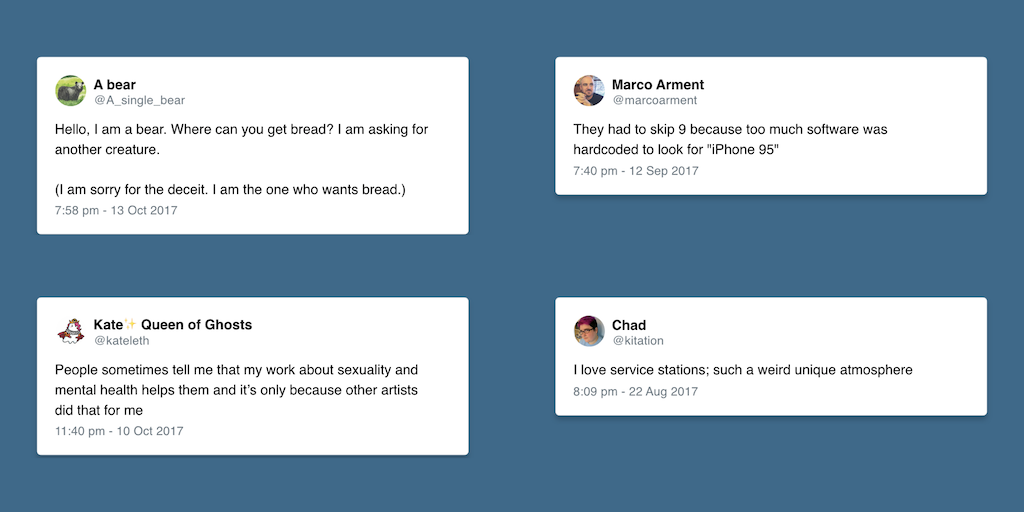 A bear
@A_single_bear
Hello, I am a bear. Where can you get bread? I am asking for
another creature.
(I am sorry for the deceit. I am the one who wants bread.)
7:58 pm - 13 Oct 2017
Marco Arment
@marcoarment
They had to skip 9 because too much software was
hardcoded to look for "iPhone 95"
7:40 pm - 12 Sep 2017
Kate✨ Queen of Ghosts
@kateleth
People sometimes tell me that my work about sexuality and
mental health helps them and it’s only because other artists
did that for me
11:40 pm - 10 Oct 2017
Chad
@kitation
I love service stations; such a weird unique atmosphere
8:09 pm - 22 Aug 2017